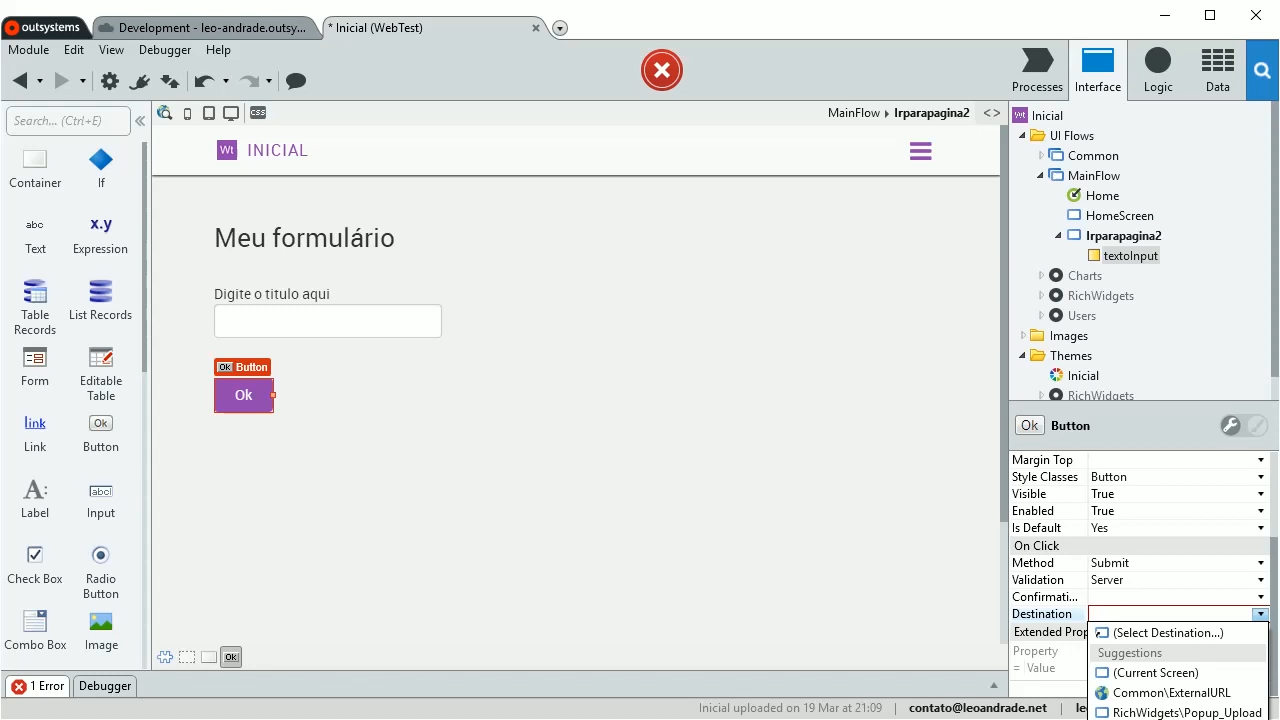 outsystems
Development - leo-andrade.outsy...
* Inicial (WebTest)
Module Edit View Debugger Help
Processes Interface Logic Data
Search... (Ctrl+E)
css
MainFlow Irparapagina2 <>
Container If
abc x.y
Text Expression
Table Records List Records
Form Editable Table
link Ok
Link Button
A: abc
Label Input
Check Box Radio Button
Combo Box Image
Wt INICIAL
Meu formulário
Digite o titulo aqui
Ok Button
Ok
Ok
Wt Inicial
UI Flows
Common
MainFlow
Home
HomeScreen
Irparapagina2
textoInput
Charts
RichWidgets
Users
Images
Themes
Inicial
RichWidgets
Ok Button
Margin Top
Style Classes Button
Visible True
Enabled True
Is Default Yes
On Click
Method Submit
Validation Server
Confirmati...
Destination
Extended Prop
Property
= Value
(Select Destination...)
Suggestions
(Current Screen)
Common\ExternalURL
RichWidgets\Popup_Upload
1 Error Debugger
Inicial uploaded on 19 Mar at 21:09 | contato@leoandrade.net | le